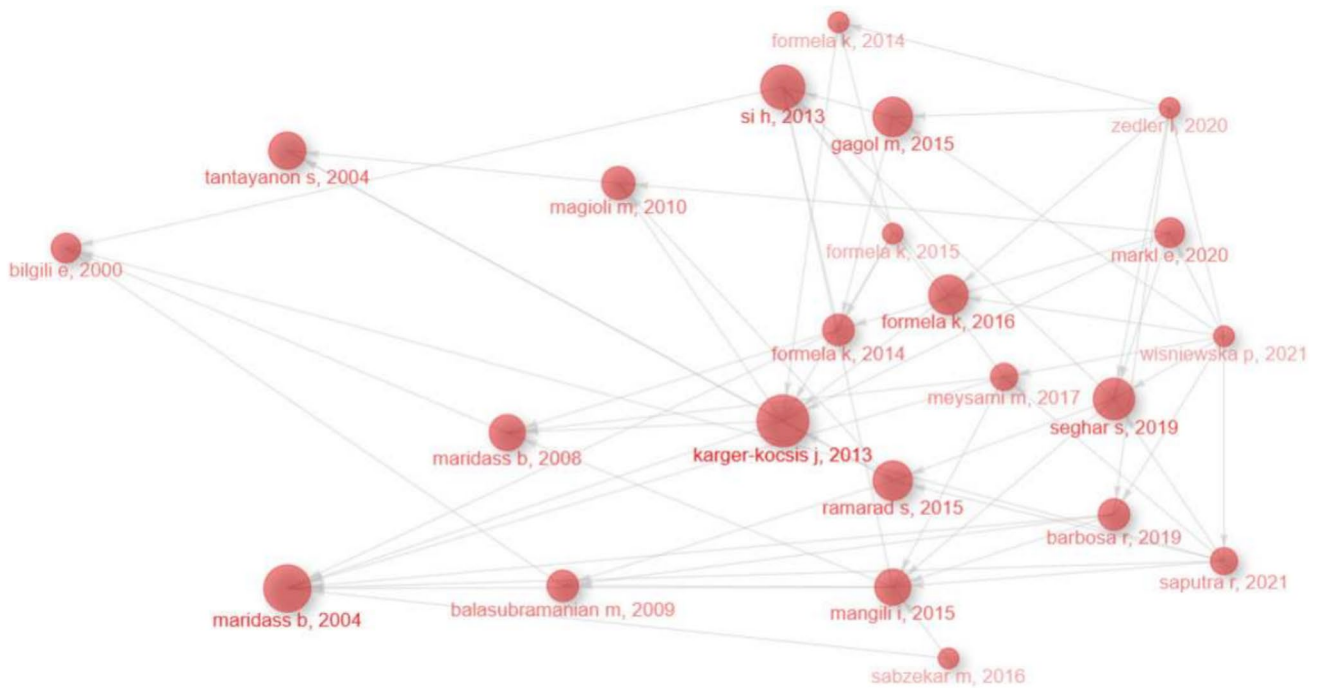 formela k, 2014
si h, 2013
zedler i, 2020
gagol m, 2015
tantayanon s, 2004
magioli m, 2010
formela k, 2015
markl e, 2020
bilgili e, 2000
formela k, 2016
formela k, 2014
wisniewska p, 2021
meysami m, 2017
seghar s, 2019
maridass b, 2008
karger-kocsis j, 2013
ramarad s, 2015
barbosa r, 2019
saputra r, 2021
balasubramanian m, 2009
mangili i, 2015
maridass b, 2004
sabzekar m, 2016